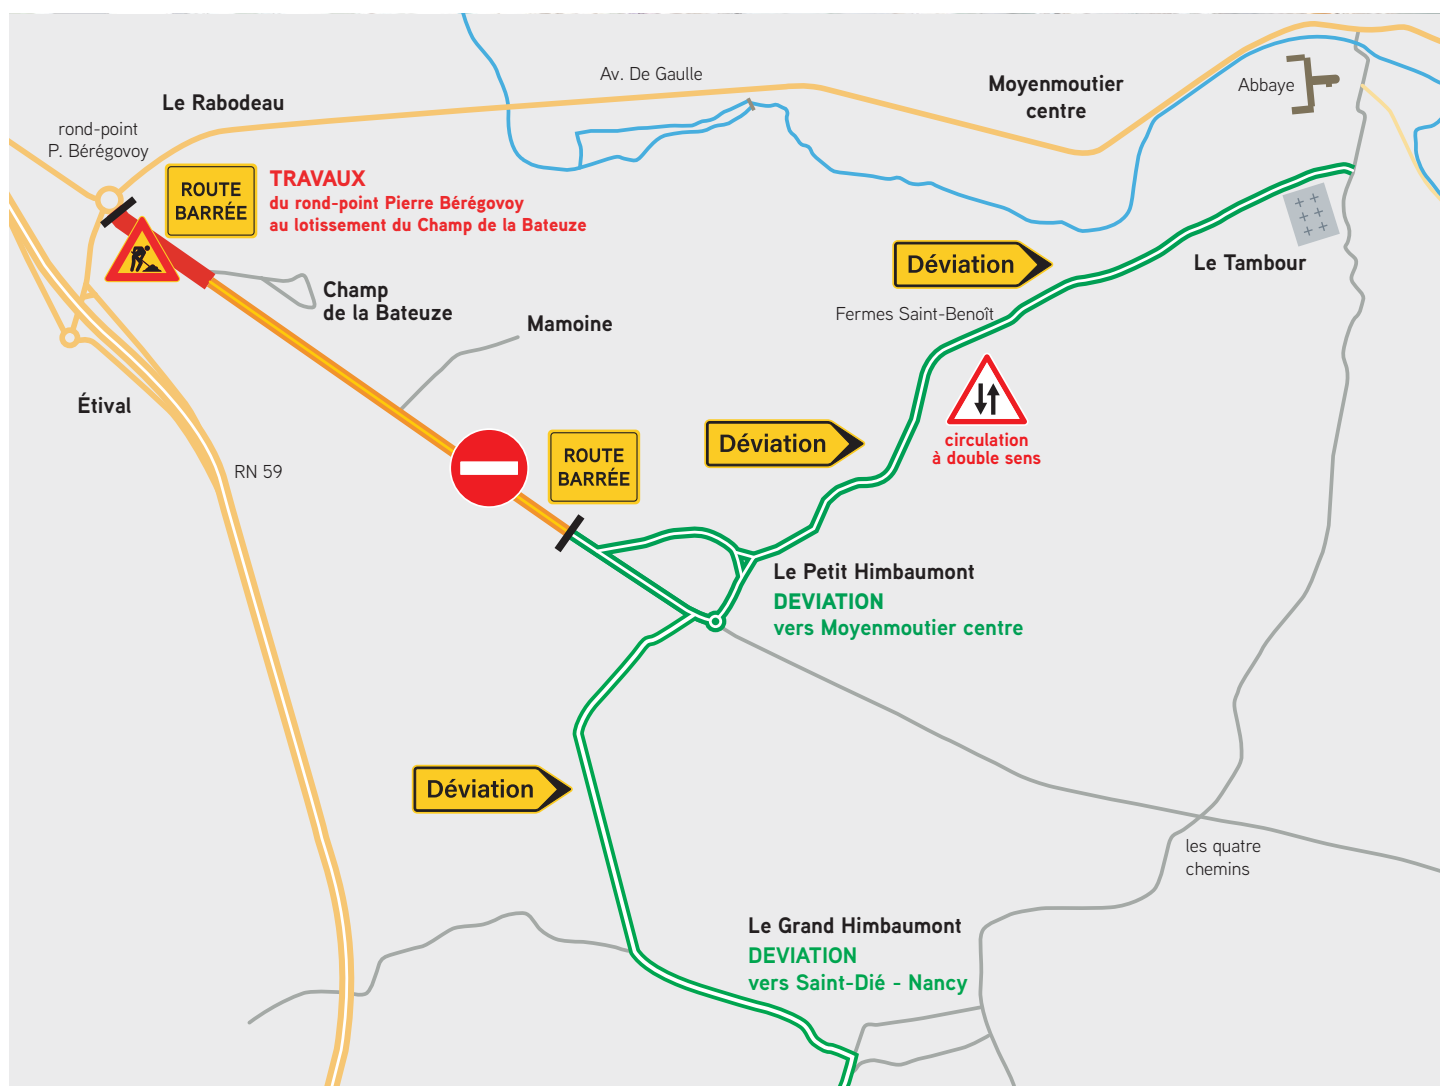 Av. De Gaulle
Moyenmoutier
centre
Abbaye
Le Rabodeau
rond-point
P. Bérégovoy
ROUTE
BARRÉE
TRAVAUX
du rond-point Pierre Bérégovoy
au lotissement du Champ de la Bateuze
Déviation
Le Tambour
Champ
de la Bateuze
Fermes Saint-Benoît
Mamoine
Étival
Déviation
circulation
à double sens
RN 59
ROUTE
BARRÉE
Le Petit Himbaumont
DEVIATION
vers Moyenmoutier centre
Déviation
les quatre
chemins
Le Grand Himbaumont
DEVIATION
vers Saint-Dié - Nancy